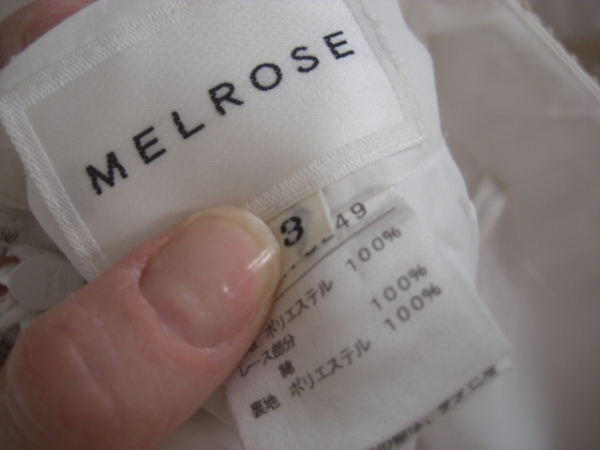 MELROSE
3
49
ポリエステル 100%
レース部分
綿 100%
裏地 ポリエステル 100%